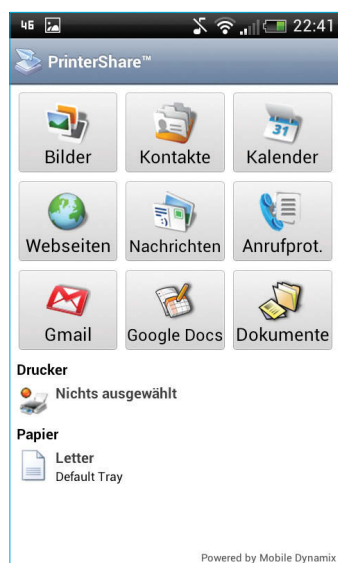 46 22:41
PrinterShare™
Bilder Kontakte Kalender
31
Webseiten Nachrichten Anrufprot.
Gmail Google Docs Dokumente
Drucker
Nichts ausgewählt
Papier
Letter
Default Tray
Powered by Mobile Dynamix